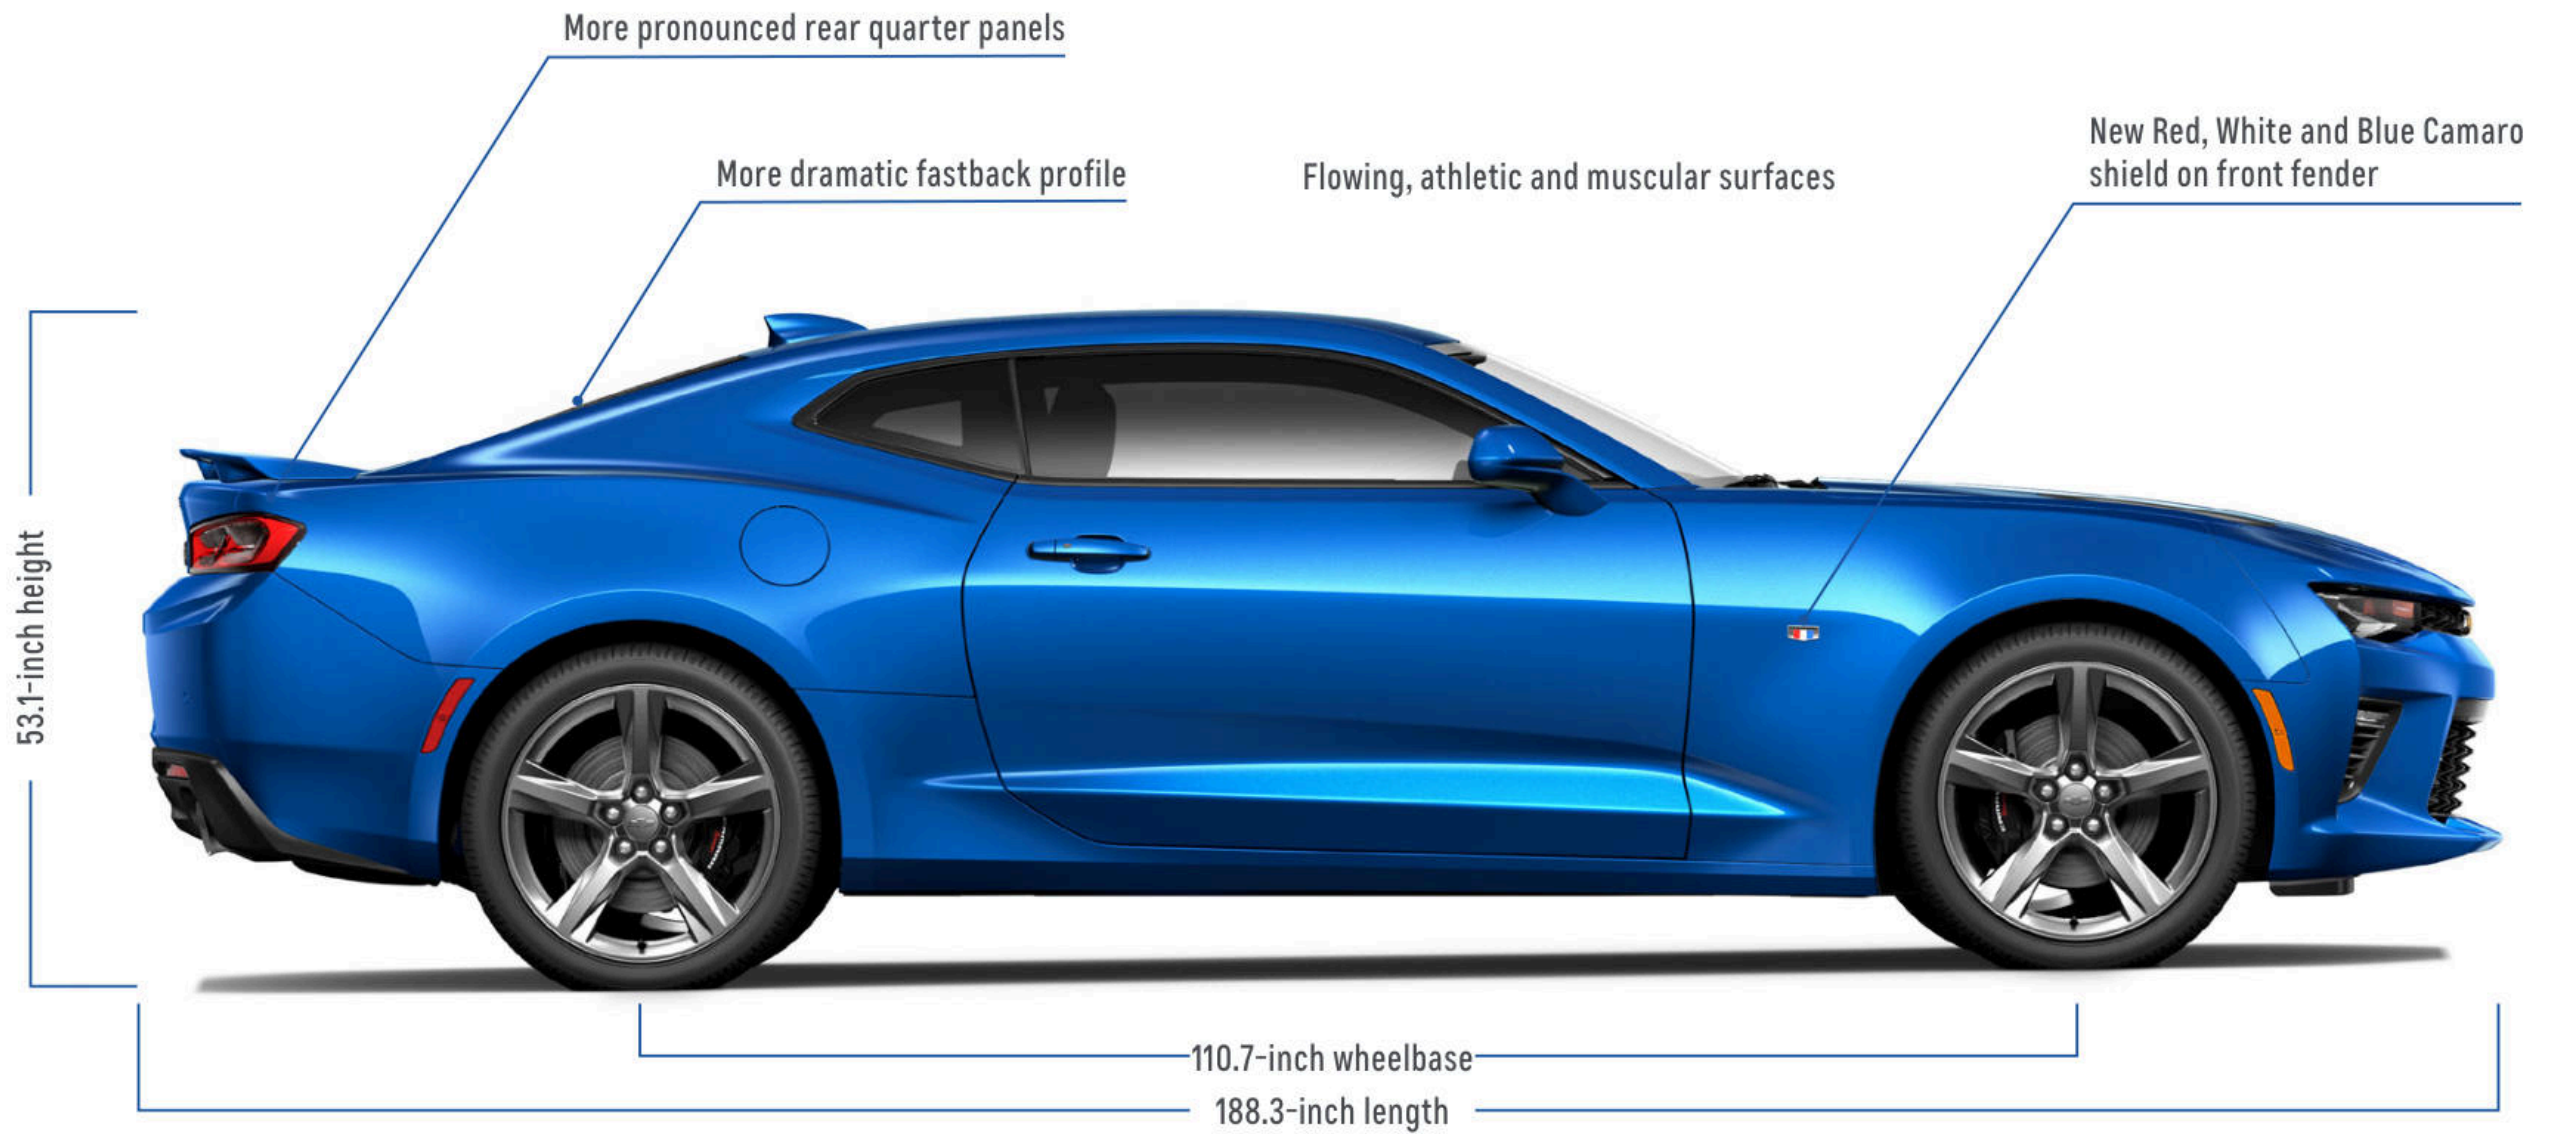 More pronounced rear quarter panels
More dramatic fastback profile
Flowing, athletic and muscular surfaces
New Red, White and Blue Camaro
shield on front fender
53.1-inch height
110.7-inch wheelbase
188.3-inch length